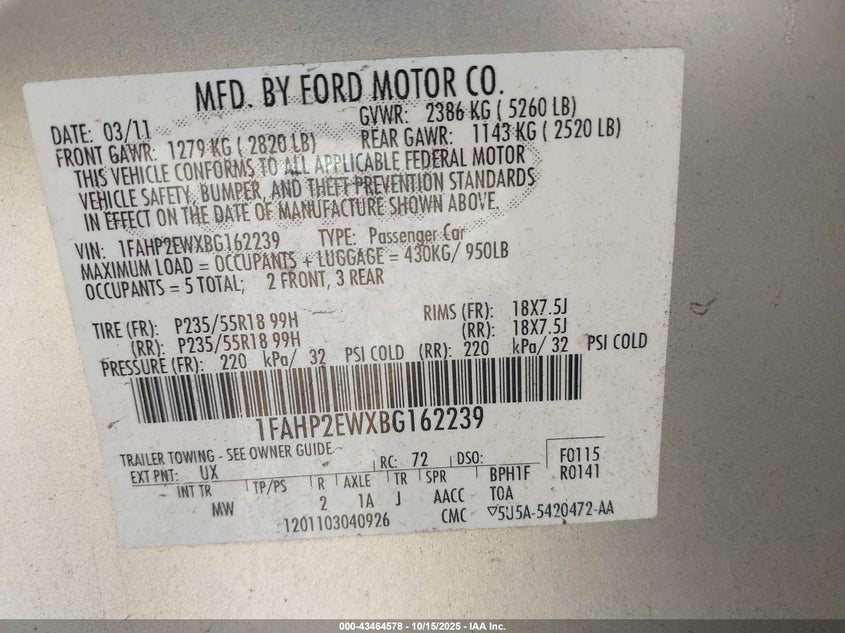 MFD. BY FORD MOTOR CO.
DATE: 03/11 GVWR: 2386 KG ( 5260 LB)
FRONT GAWR: 1279 KG ( 2820 LB) REAR GAWR: 1143 KG ( 2520 LB)
THIS VEHICLE CONFORMS TO ALL APPLICABLE FEDERAL MOTOR
VEHICLE SAFETY, BUMPER, AND THEFT PREVENTION STANDARDS
IN EFFECT ON THE DATE OF MANUFACTURE SHOWN ABOVE.
VIN: 1FAHP2EWXBG162239 TYPE: Passenger Car
MAXIMUM LOAD = OCCUPANTS + LUGGAGE = 430KG/ 950LB
OCCUPANTS = 5 TOTAL; 2 FRONT, 3 REAR
TIRE (FR): P235/55R18 99H RIMS (FR): 18X7.5J
(RR): P235/55R18 99H (RR): 18X7.5J
PRESSURE (FR): 220 kPa/ 32 PSI COLD (RR): 220 kPa/ 32 PSI COLD
1FAHP2EWXBG162239
TRAILER TOWING - SEE OWNER GUIDE
EXT PNT: UX RC: 72 DSO: F0115
INT TR TP/PS R AXLE TR SPR BPH1F R0141
MW 2 1A J AACC TOA
1201103040926 CMC ▽5U5A-5420472-AA
000-43464578 - 10/15/2025 - IAA Inc.